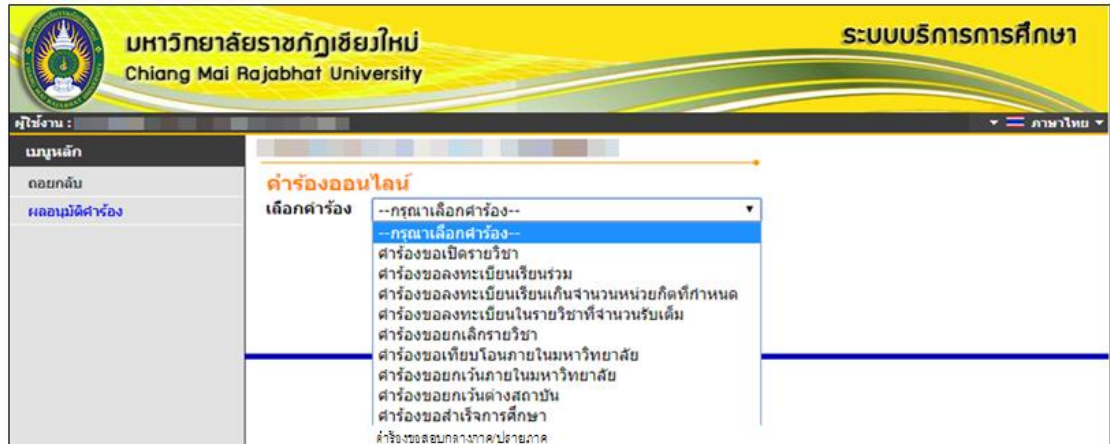 มหาวิทยาลัยราชภัฏเชียงใหม่
Chiang Mai Rajabhat University
ระบบบริการการศึกษา
ผู้ใช้งาน :
ภาษาไทย
เมนูหลัก
ถอยกลับ
ผลอนุมัติคำร้อง
คำร้องออนไลน์
เลือกคำร้อง
--กรุณาเลือกคำร้อง--
--กรุณาเลือกคำร้อง--
คำร้องขอเปิดรายวิชา
คำร้องขอลงทะเบียนเรียนร่วม
คำร้องขอลงทะเบียนเรียนเกินจำนวนหน่วยกิตที่กำหนด
คำร้องขอลงทะเบียนในรายวิชาที่จำนวนรับเต็ม
คำร้องขอยกเลิกรายวิชา
คำร้องขอเทียบโอนภายในมหาวิทยาลัย
คำร้องขอยกเว้นภายในมหาวิทยาลัย
คำร้องขอยกเว้นต่างสถาบัน
คำร้องขอสำเร็จการศึกษา
คำร้องขอสอบกลางภาค/ปลายภาค